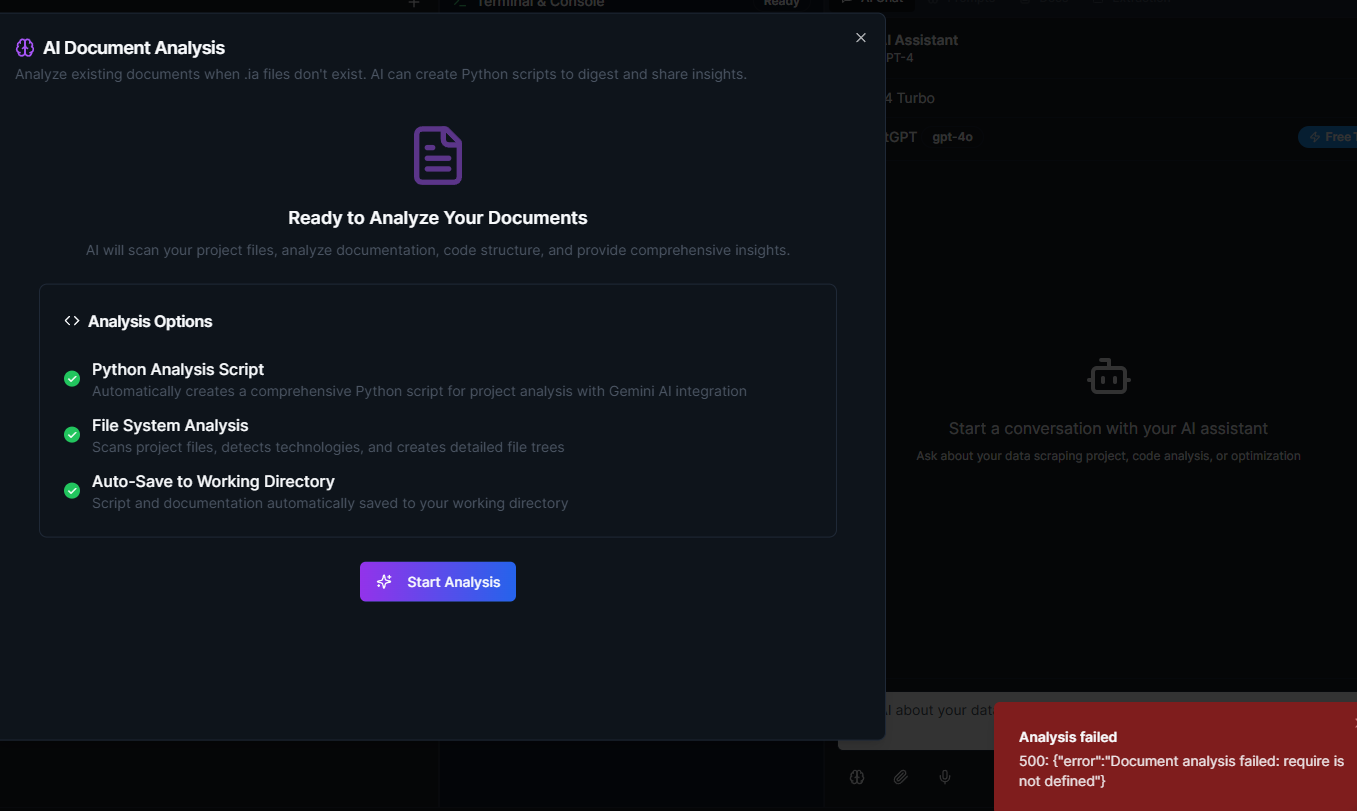 Terminal & Console
Ready
AI Document Analysis
Analyze existing documents when .ia files don't exist. AI can create Python scripts to digest and share insights.
Ready to Analyze Your Documents
AI will scan your project files, analyze documentation, code structure, and provide comprehensive insights.
Analysis Options
Python Analysis Script
Automatically creates a comprehensive Python script for project analysis with Gemini AI integration
File System Analysis
Scans project files, detects technologies, and creates detailed file trees
Auto-Save to Working Directory
Script and documentation automatically saved to your working directory
Start Analysis
I Assistant
PT-4
4 Turbo
tGPT gpt-4o
Free
Start a conversation with your AI assistant
Ask about your data scraping project, code analysis, or optimization
I about your dat
Analysis failed
500: {"error":"Document analysis failed: require is
not defined"}